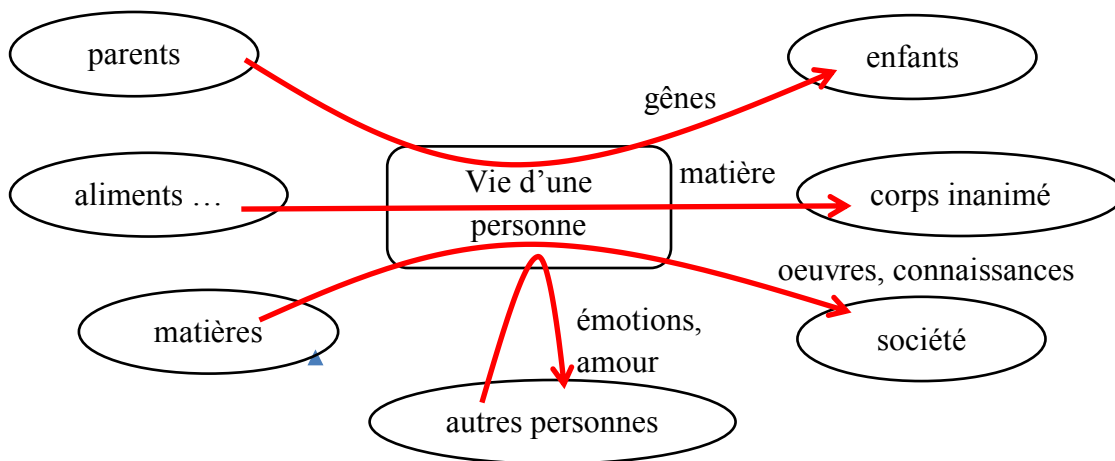 parents
enfants
gênes
aliments …
Vie d’une
personne
matière
corps inanimé
oeuvres, connaissances
matières
émotions,
amour
société
autres personnes